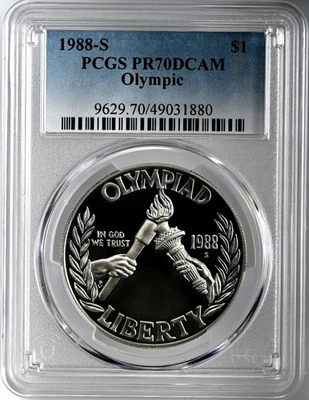 1988-S $1
PCGS PR70DCAM
Olympic
9629.70/49031880
OLYMPIAD
IN GOD
WE TRUST
1988
S
LIBERTY